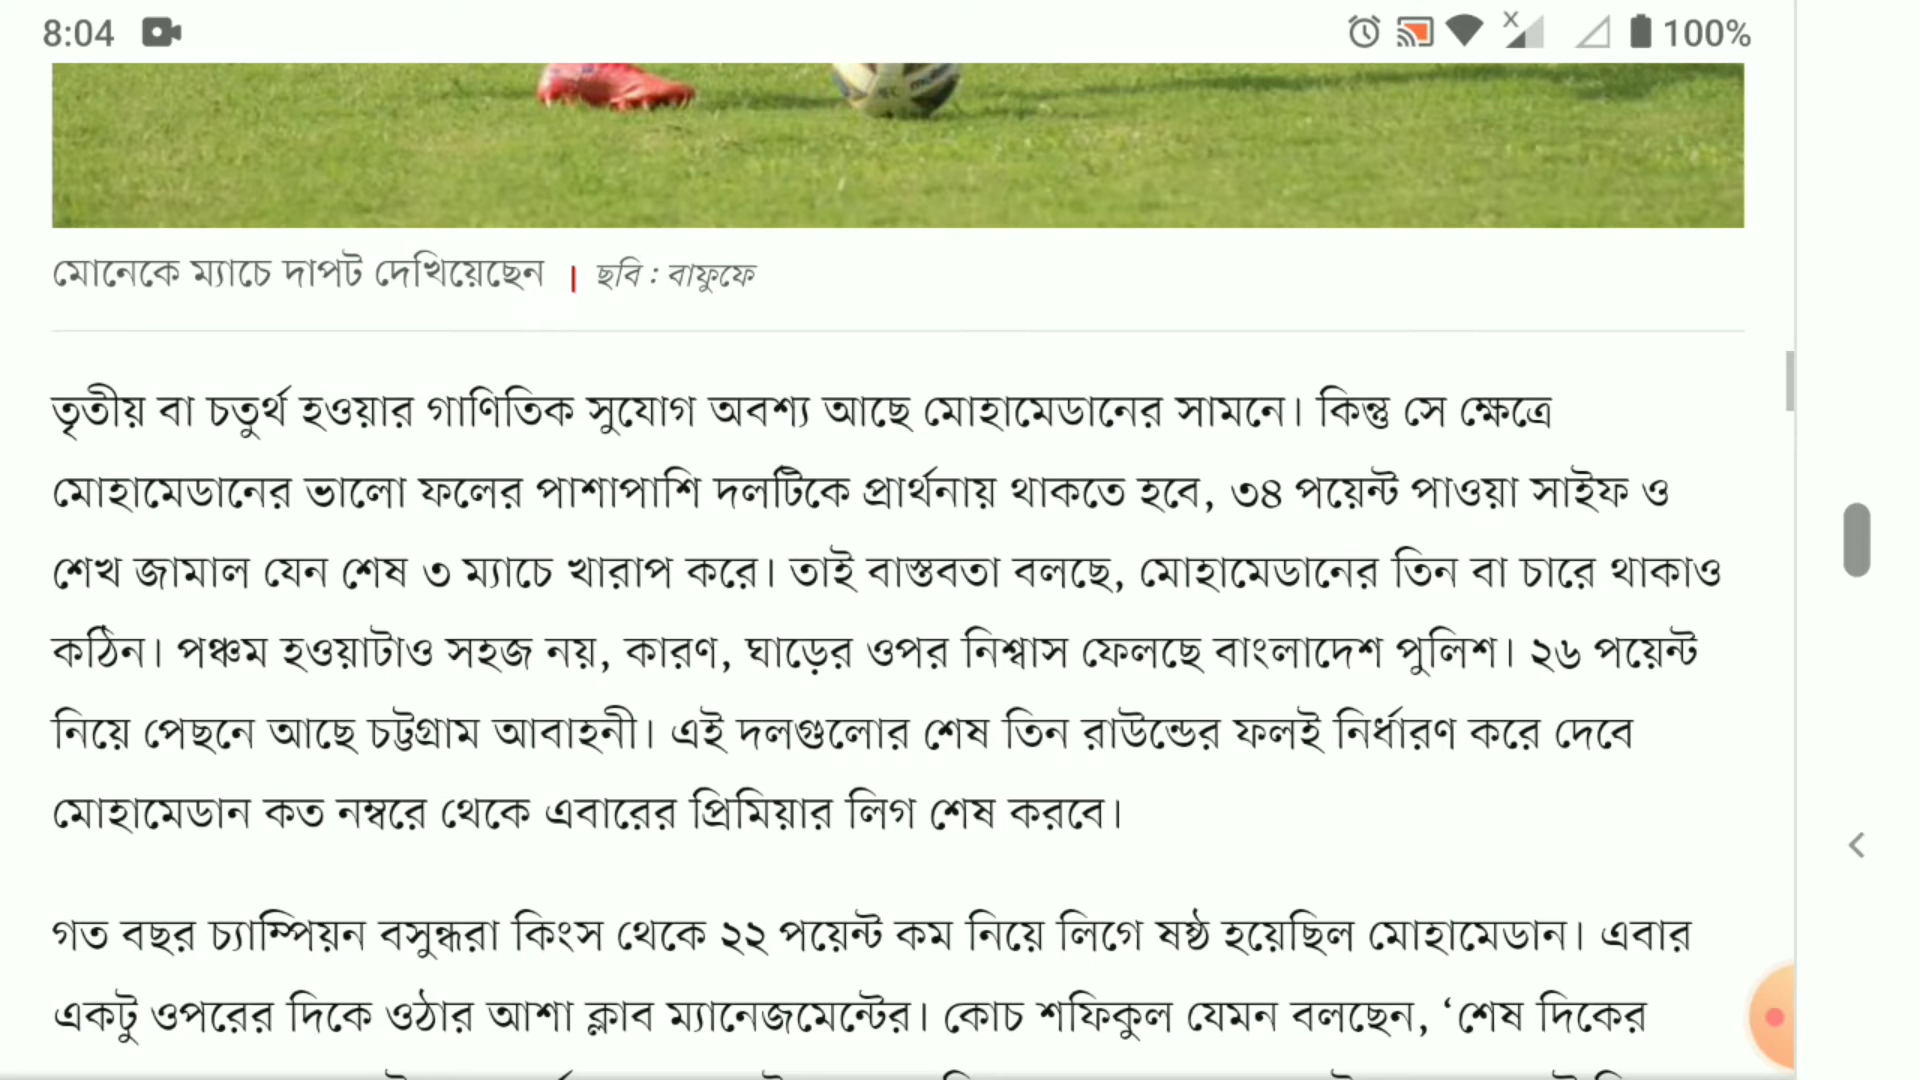 8:04
100%
মোনেকে ম্যাচে দাপট দেখিয়েছেন | ছবি : বাফুফে
তৃতীয় বা চতুর্থ হওয়ার গাণিতিক সুযোগ অবশ্য আছে মোহামেডানের সামনে। কিন্তু সে ক্ষেত্রে
মোহামেডানের ভালো ফলের পাশাপাশি দলটিকে প্রার্থনায় থাকতে হবে, ৩৪ পয়েন্ট পাওয়া সাইফ ও
শেখ জামাল যেন শেষ ৩ ম্যাচে খারাপ করে। তাই বাস্তবতা বলছে, মোহামেডানের তিন বা চারে থাকাও
কঠিন। পঞ্চম হওয়াটাও সহজ নয়, কারণ, ঘাড়ের ওপর নিশ্বাস ফেলছে বাংলাদেশ পুলিশ। ২৬ পয়েন্ট
নিয়ে পেছনে আছে চট্টগ্রাম আবাহনী। এই দলগুলোর শেষ তিন রাউন্ডের ফলই নির্ধারণ করে দেবে
মোহামেডান কত নম্বরে থেকে এবারের প্রিমিয়ার লিগ শেষ করবে।
গত বছর চ্যাম্পিয়ন বসুন্ধরা কিংস থেকে ২২ পয়েন্ট কম নিয়ে লিগে ষষ্ঠ হয়েছিল মোহামেডান। এবার
একটু ওপরের দিকে ওঠার আশা ক্লাব ম্যানেজমেন্টের। কোচ শফিকুল যেমন বলছেন, ‘শেষ দিকের